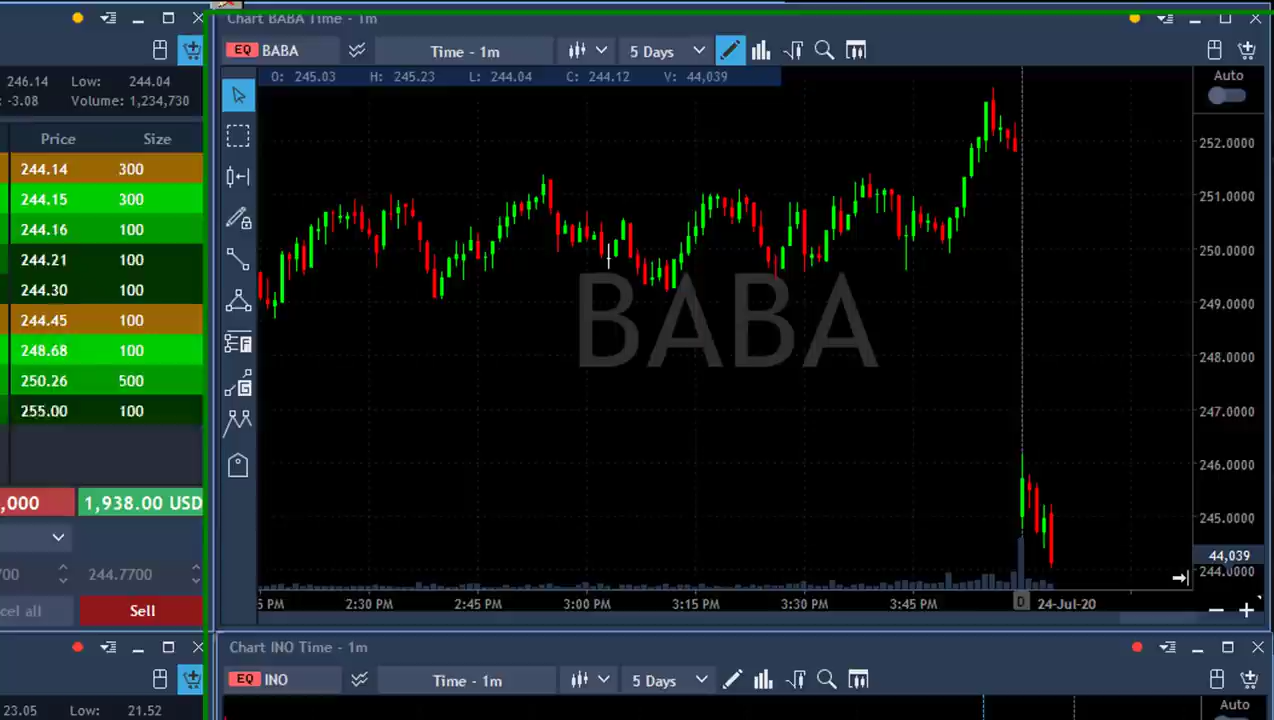 Chart BABA Time - 1m
EQ BABA
Time - 1m
5 Days
246.14 Low: 244.04
-3.08 Volume: 1,234,730
O: 245.03 H: 245.23 L: 244.04 C: 244.12 V: 44,039
Auto
Price Size
244.14 300
244.15 300
244.16 100
244.21 100
244.30 100
244.45 100
248.68 100
250.26 500
255.00 100
,000 1,938.00 USD
00 244.7700
cel all Sell
F
G
BABA
252.0000
251.0000
250.0000
249.0000
248.0000
247.0000
246.0000
245.0000
44,039
244.0000
5 PM 2:30 PM 2:45 PM 3:00 PM 3:15 PM 3:30 PM 3:45 PM D 24-Jul-20
Chart INO Time - 1m
EQ INO
Time - 1m
5 Days
23.05 Low: 21.52
Auto